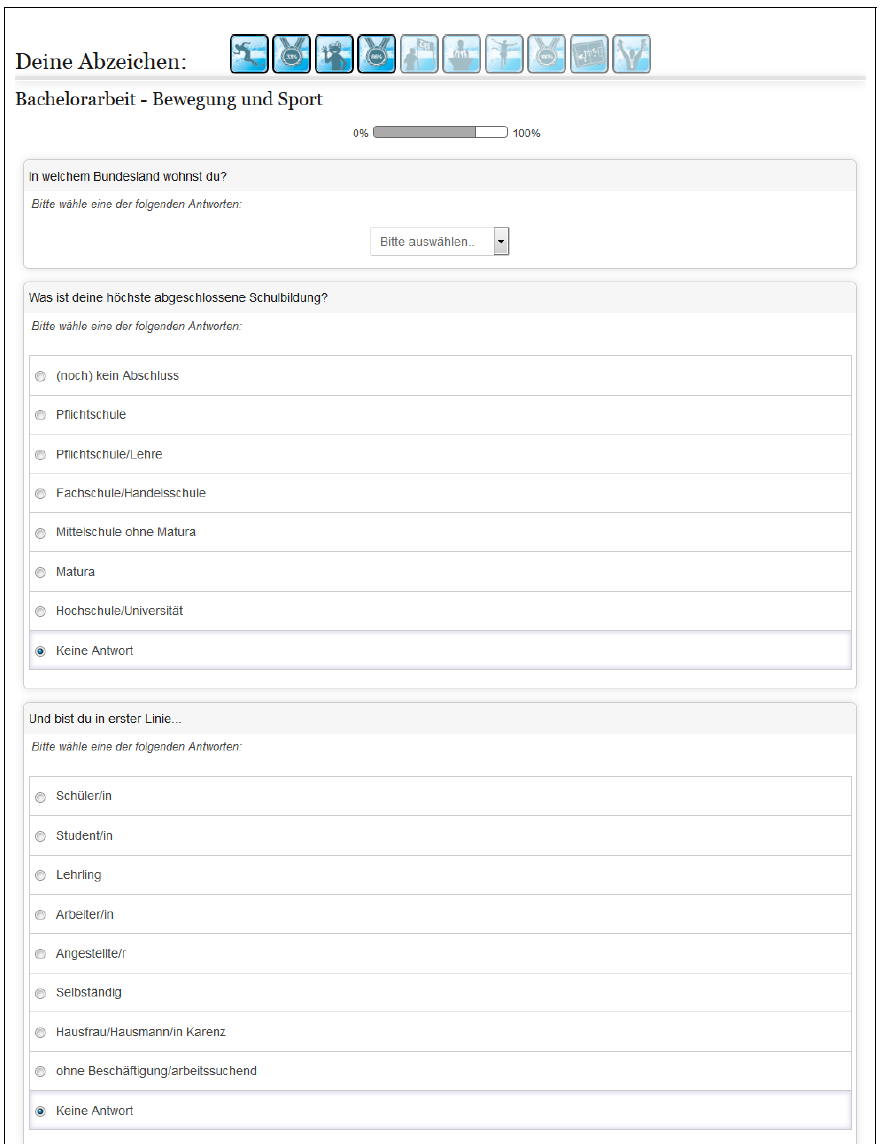 Deine Abzeichen:
Bachelorarbeit - Bewegung und Sport
0% 100%
In welchem Bundesland wohnst du?
Bitte wähle eine der folgenden Antworten:
Bitte auswählen..
Was ist deine höchste abgeschlossene Schulbildung?
Bitte wähle eine der folgenden Antworten:
(noch) kein Abschluss
Pflichtschule
Pflichtschule/Lehre
Fachschule/Handelsschule
Mittelschule ohne Matura
Matura
Hochschule/Universität
Keine Antwort
Und bist du in erster Linie...
Bitte wähle eine der folgenden Antworten:
Schüler/in
Student/in
Lehrling
Arbeiter/in
Angestellte/r
Selbständig
Hausfrau/Hausmann/in Karenz
ohne Beschäftigung/arbeitssuchend
Keine Antwort